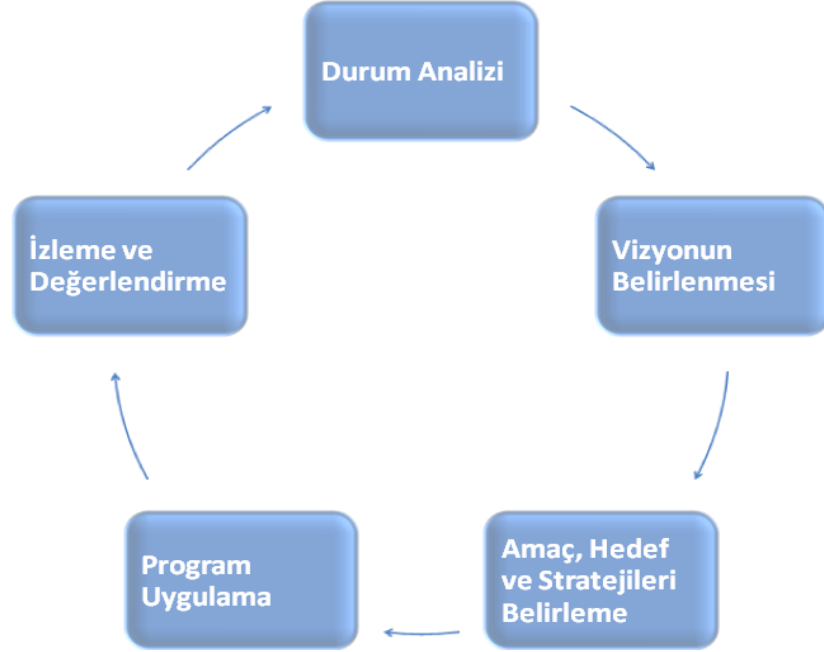 Durum Analizi
Vizyonun
Belirlenmesi
Amaç, Hedef
ve Stratejileri
Belirleme
Program
Uygulama
İzleme ve
Değerlendirme